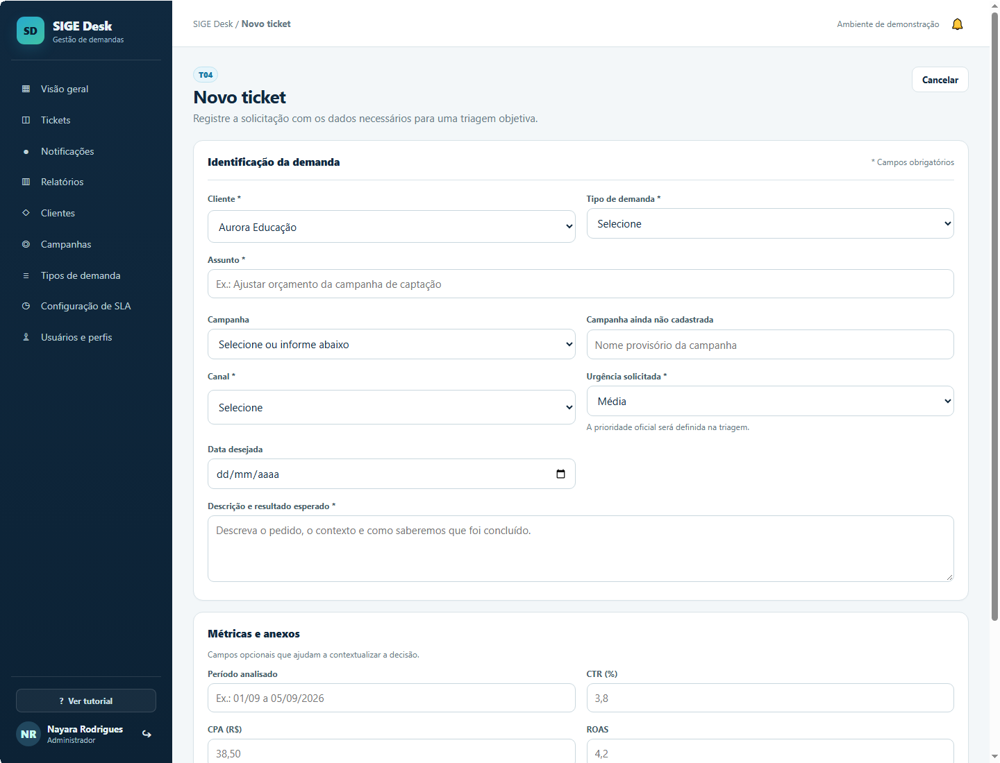 SD
SIGE Desk
Gestão de demandas
Visão geral
Tickets
Notificações
Relatórios
Clientes
Campanhas
Tipos de demanda
Configuração de SLA
Usuários e perfis
? Ver tutorial
NR
Nayara Rodrigues
Administrador
SIGE Desk / Novo ticket
Ambiente de demonstração
T04
Novo ticket
Cancelar
Registre a solicitação com os dados necessários para uma triagem objetiva.
Identificação da demanda
* Campos obrigatórios
Cliente *
Tipo de demanda *
Aurora Educação
Selecione
Assunto *
Ex.: Ajustar orçamento da campanha de captação
Campanha
Campanha ainda não cadastrada
Selecione ou informe abaixo
Nome provisório da campanha
Canal *
Urgência solicitada *
Selecione
Média
A prioridade oficial será definida na triagem.
Data desejada
dd/mm/aaaa
Descrição e resultado esperado *
Descreva o pedido, o contexto e como saberemos que foi concluído.
Métricas e anexos
Campos opcionais que ajudam a contextualizar a decisão.
Período analisado
CTR (%)
Ex.: 01/09 a 05/09/2026
3,8
CPA (R$)
ROAS
38,50
4,2